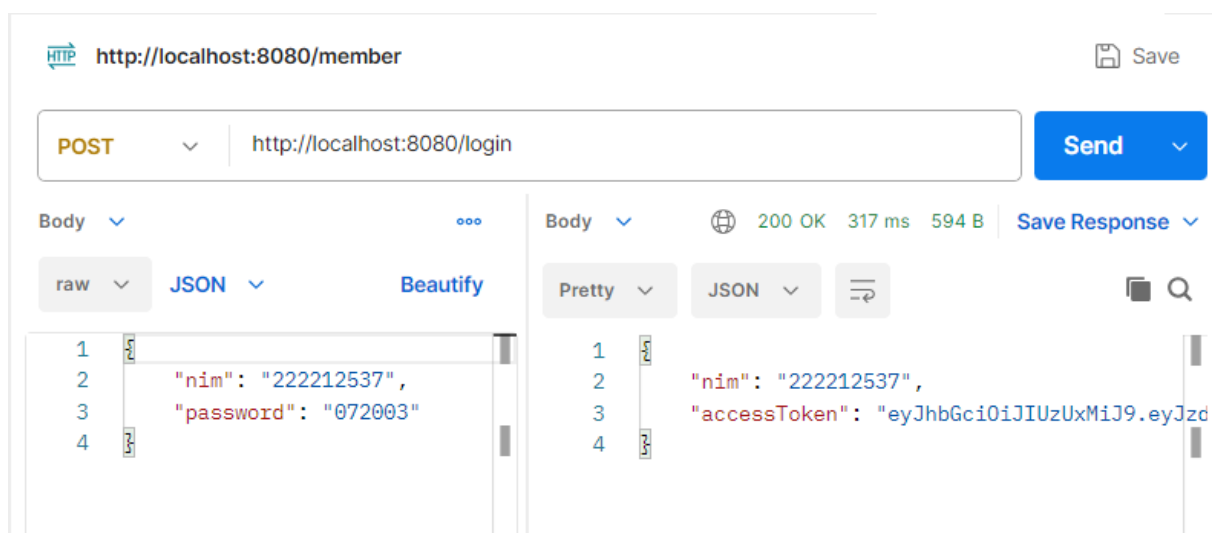 HTTP http://localhost:8080/member Save
POST http://localhost:8080/login Send
Body Body 200 OK 317 ms 594 B Save Response
raw JSON Beautify Pretty JSON
1 {
2 "nim": "222212537",
3 "password": "072003"
4 }
1 {
2 "nim": "222212537",
3 "accessToken": "eyJhbGciOiJIUzUxMiJ9.eyJzd
4 }